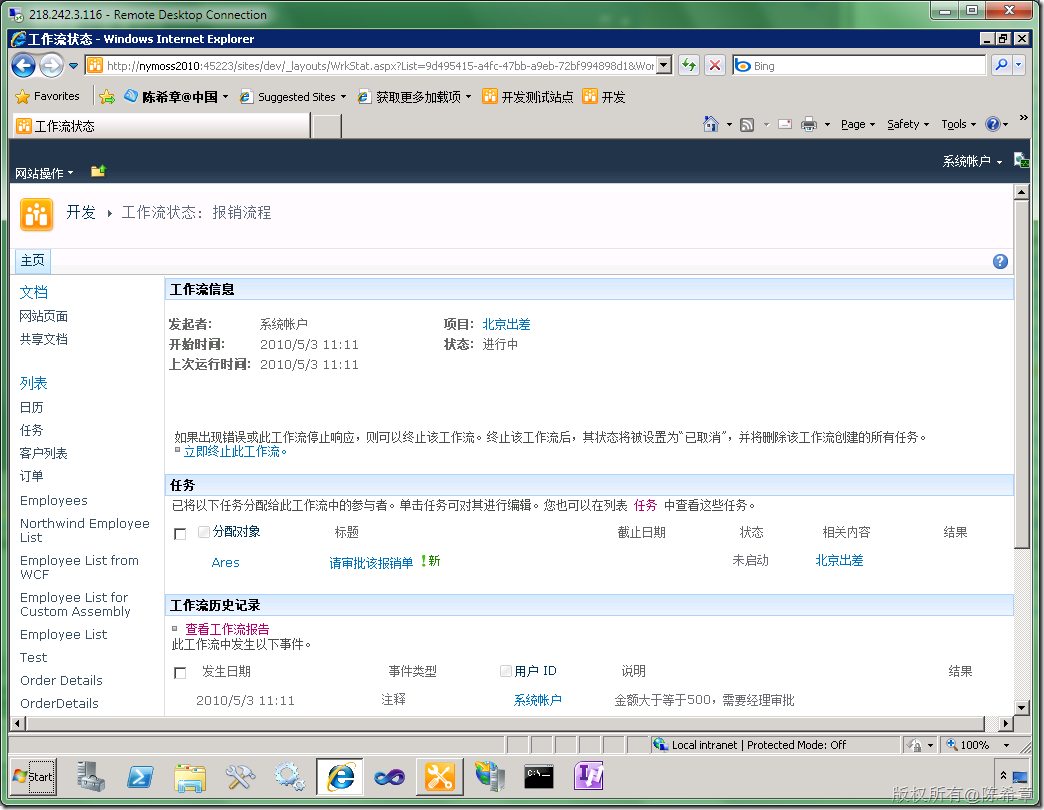 218.242.3.116 - Remote Desktop Connection
工作流状态 - Windows Internet Explorer
http://nymoss2010:45223/sites/dev/_layouts/WrkStat.aspx?List=9d495415-a4fc-47bb-a9eb-72bf994898d1&Wor
Bing
Favorites 陈希章@中国 Suggested Sites 获取更多加载项 开发测试站点 开发
工作流状态
Page Safety Tools
系统帐户
网站操作
开发 工作流状态: 报销流程
主页
文档
网站页面
共享文档
列表
日历
任务
客户列表
订单
Employees
Northwind Employee
List
Employee List from
WCF
Employee List for
Custom Assembly
Employee List
Test
Order Details
OrderDetails
工作流信息
发起者: 系统帐户 项目: 北京出差
开始时间: 2010/5/3 11:11 状态: 进行中
上次运行时间: 2010/5/3 11:11
如果出现错误或此工作流停止响应，则可以终止该工作流。终止该工作流后，其状态将被设置为“已取消”，并将删除该工作流创建的所有任务。
立即终止此工作流。
任务
已将以下任务分配给此工作流中的参与者。单击任务可对其进行编辑。您也可以在列表 任务 中查看这些任务。
分配对象 标题 截止日期 状态 相关内容 结果
Ares 请审批该报销单 !新 未启动 北京出差
工作流历史记录
查看工作流报告
此工作流中发生以下事件。
发生日期 事件类型 用户 ID 说明 结果
2010/5/3 11:11 注释 系统帐户 金额大于等于500，需要经理审批
Local intranet | Protected Mode: Off 100%
Start
版权所有@陈希章